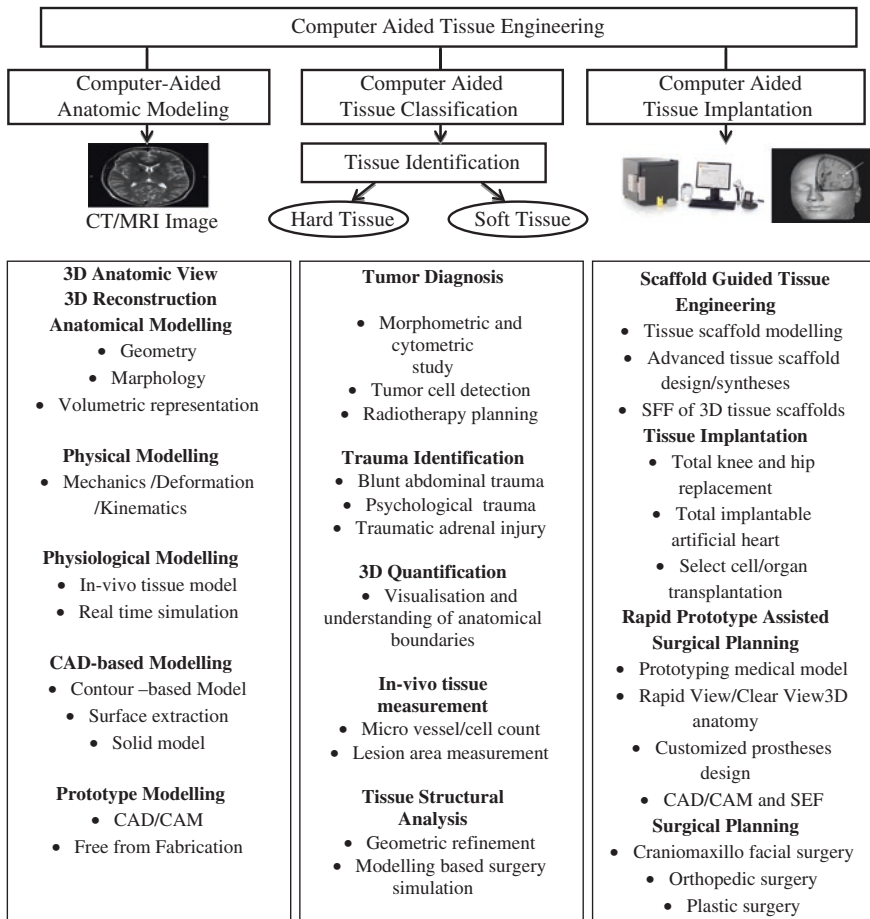 Computer Aided Tissue Engineering
Computer-Aided
Anatomic Modeling
Computer Aided
Tissue Classification
Computer Aided
Tissue Implantation
CT/MRI Image
Tissue Identification
Hard Tissue
Soft Tissue
3D Anatomic View
3D Reconstruction
Anatomical Modelling
• Geometry
• Marphology
• Volumetric representation
Physical Modelling
• Mechanics /Deformation
/Kinematics
Physiological Modelling
• In-vivo tissue model
• Real time simulation
CAD-based Modelling
• Contour –based Model
• Surface extraction
• Solid model
Prototype Modelling
• CAD/CAM
• Free from Fabrication
Tumor Diagnosis
• Morphometric and
cytometric
study
• Tumor cell detection
• Radiotherapy planning
Trauma Identification
• Blunt abdominal trauma
• Psychological trauma
• Traumatic adrenal injury
3D Quantification
• Visualisation and
understanding of anatomical
boundaries
In-vivo tissue
measurement
• Micro vessel/cell count
• Lesion area measurement
Tissue Structural
Analysis
• Geometric refinement
• Modelling based surgery
simulation
Scaffold Guided Tissue
Engineering
• Tissue scaffold modelling
• Advanced tissue scaffold
design/syntheses
• SFF of 3D tissue scaffolds
Tissue Implantation
• Total knee and hip
replacement
• Total implantable
artificial heart
• Select cell/organ
transplantation
Rapid Prototype Assisted
Surgical Planning
• Prototyping medical model
• Rapid View/Clear View3D
anatomy
• Customized prostheses
design
• CAD/CAM and SEF
Surgical Planning
• Craniomaxillo facial surgery
• Orthopedic surgery
• Plastic surgery